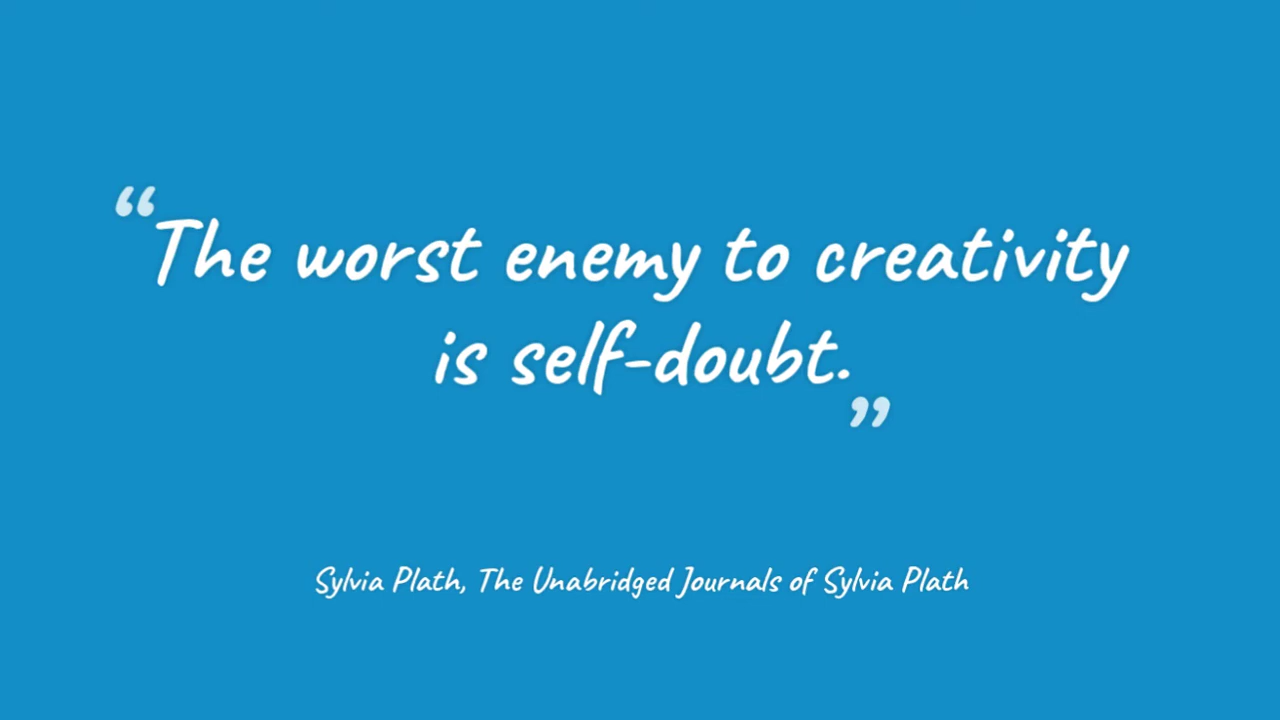 “The worst enemy to creativity
is self-doubt.”
Sylvia Plath, The Unabridged Journals of Sylvia Plath